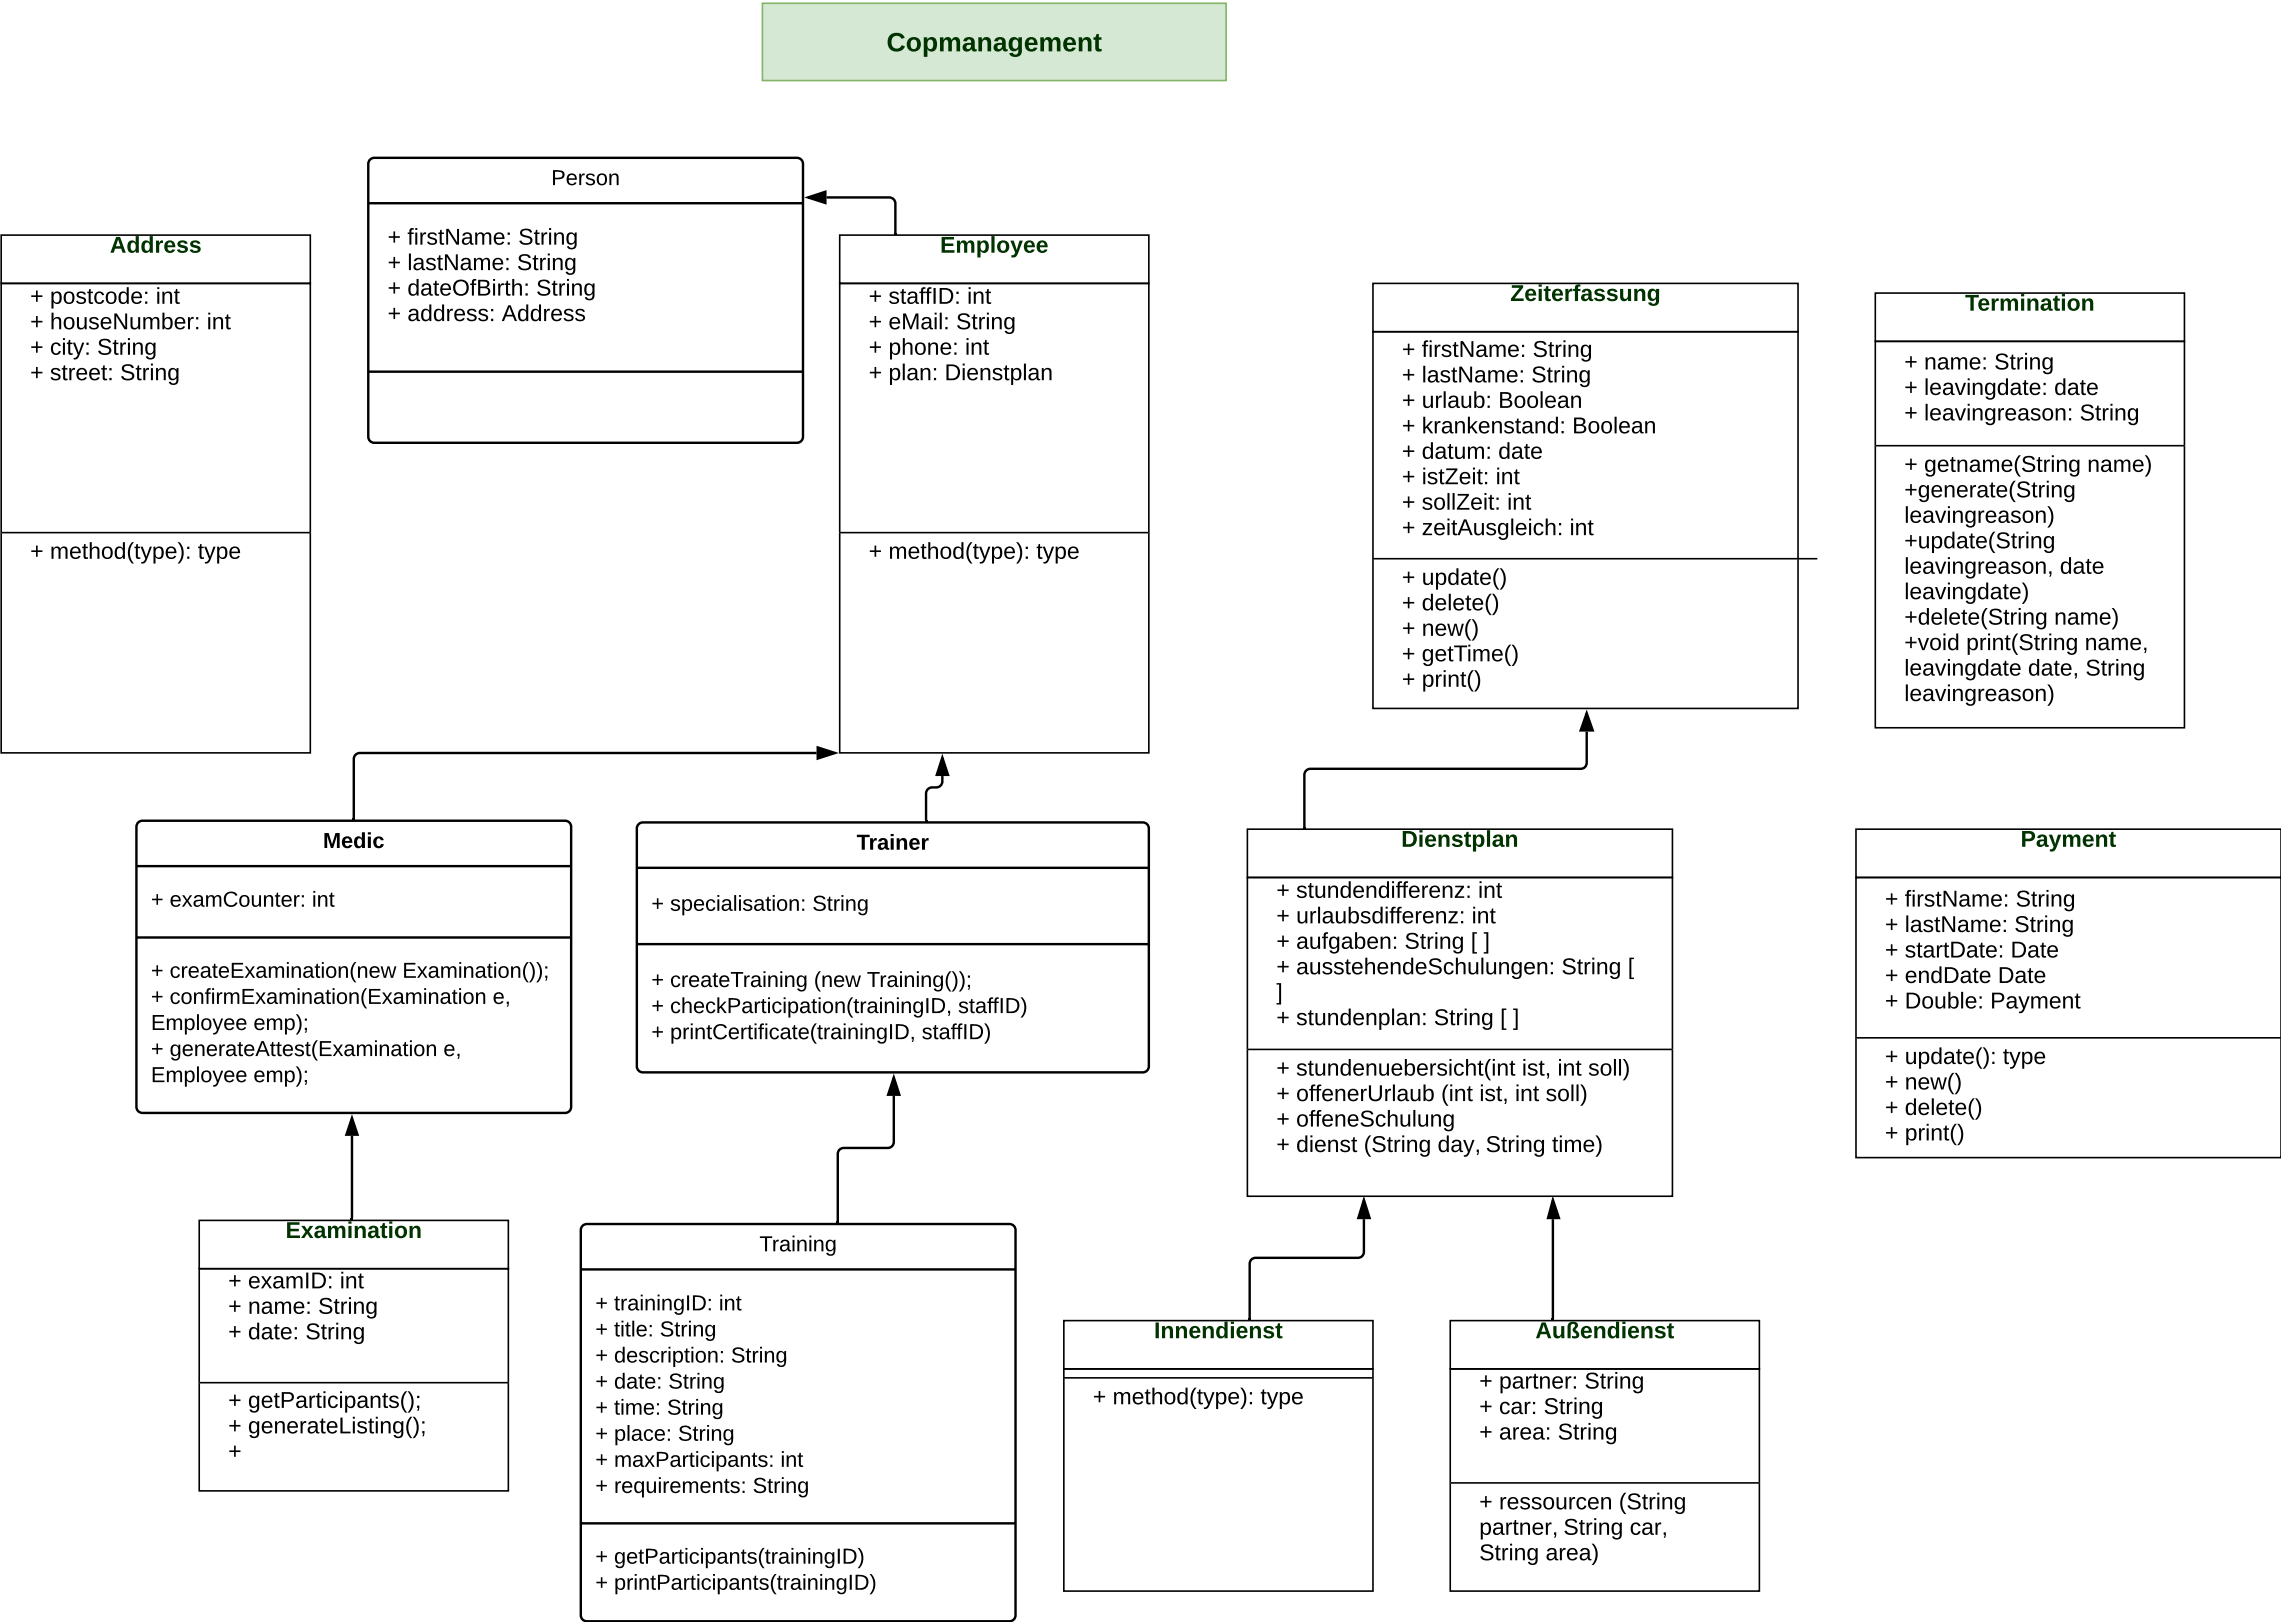 Copmanagement
Person
+ firstName: String
+ lastName: String
+ dateOfBirth: String
+ address: Address
Address
+ postcode: int
+ houseNumber: int
+ city: String
+ street: String
+ method(type): type
Employee
+ staffID: int
+ eMail: String
+ phone: int
+ plan: Dienstplan
+ method(type): type
Zeiterfassung
+ firstName: String
+ lastName: String
+ urlaub: Boolean
+ krankenstand: Boolean
+ datum: date
+ istZeit: int
+ sollZeit: int
+ zeitAusgleich: int
+ update()
+ delete()
+ new()
+ getTime()
+ print()
Termination
+ name: String
+ leavingdate: date
+ leavingreason: String
+ getname(String name)
+generate(String
leavingreason)
+update(String
leavingreason, date
leavingdate)
+delete(String name)
+void print(String name,
leavingdate date, String
leavingreason)
Medic
+ examCounter: int
+ createExamination(new Examination());
+ confirmExamination(Examination e,
Employee emp);
+ generateAttest(Examination e,
Employee emp);
Trainer
+ specialisation: String
+ createTraining (new Training());
+ checkParticipation(trainingID, staffID)
+ printCertificate(trainingID, staffID)
Dienstplan
+ stundendifferenz: int
+ urlaubsdifferenz: int
+ aufgaben: String [ ]
+ ausstehendeSchulungen: String [
]
+ stundenplan: String [ ]
+ stundenuebersicht(int ist, int soll)
+ offenerUrlaub (int ist, int soll)
+ offeneSchulung
+ dienst (String day, String time)
Payment
+ firstName: String
+ lastName: String
+ startDate: Date
+ endDate Date
+ Double: Payment
+ update(): type
+ new()
+ delete()
+ print()
Examination
+ examID: int
+ name: String
+ date: String
+ getParticipants();
+ generateListing();
+
Training
+ trainingID: int
+ title: String
+ description: String
+ date: String
+ time: String
+ place: String
+ maxParticipants: int
+ requirements: String
+ getParticipants(trainingID)
+ printParticipants(trainingID)
Innendienst
+ method(type): type
Außendienst
+ partner: String
+ car: String
+ area: String
+ ressourcen (String
partner, String car,
String area)